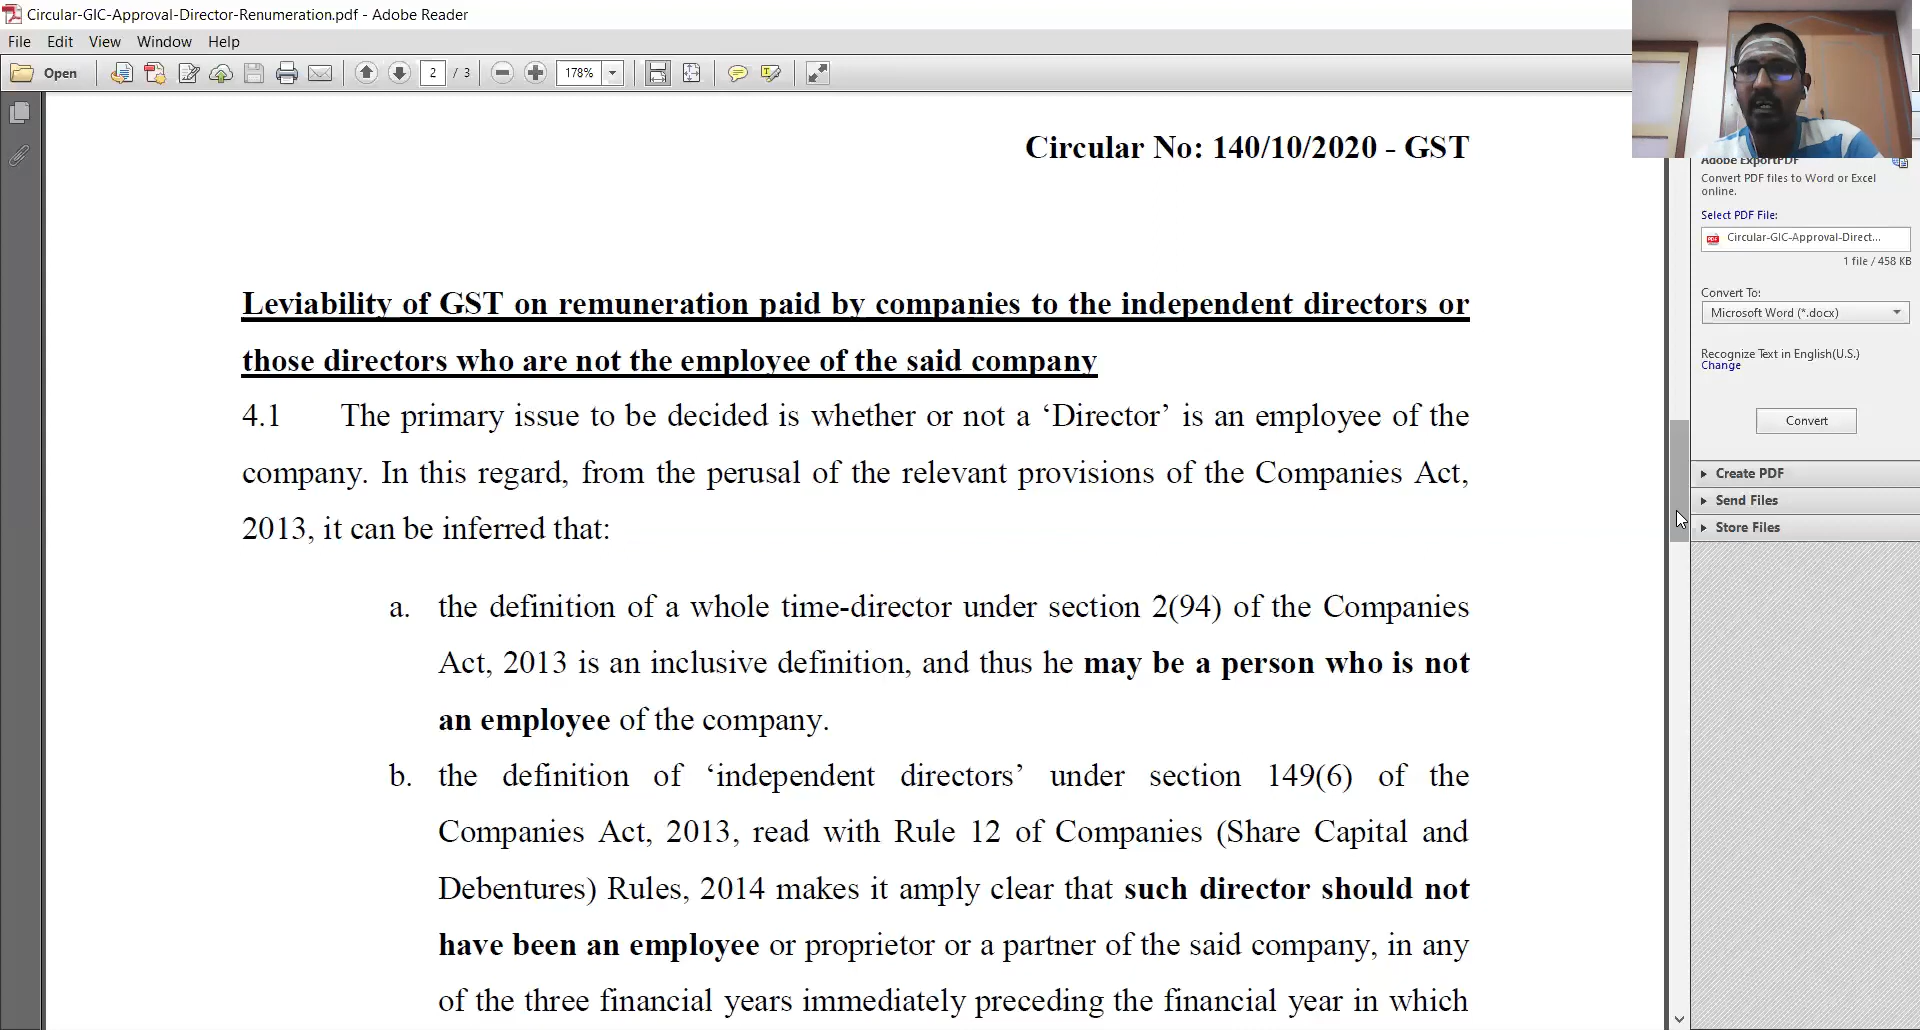 Circular-GIC-Approval-Director-Renumeration.pdf - Adobe Reader
File Edit View Window Help
Open 2 / 3 178%
Circular No: 140/10/2020 - GST
Leviability of GST on remuneration paid by companies to the independent directors or
those directors who are not the employee of the said company
4.1 The primary issue to be decided is whether or not a ‘Director’ is an employee of the
company. In this regard, from the perusal of the relevant provisions of the Companies Act,
2013, it can be inferred that:
a. the definition of a whole time-director under section 2(94) of the Companies
Act, 2013 is an inclusive definition, and thus he may be a person who is not
an employee of the company.
b. the definition of ‘independent directors’ under section 149(6) of the
Companies Act, 2013, read with Rule 12 of Companies (Share Capital and
Debentures) Rules, 2014 makes it amply clear that such director should not
have been an employee or proprietor or a partner of the said company, in any
of the three financial years immediately preceding the financial year in which
Adobe ExportPDF
Convert PDF files to Word or Excel
online.
Select PDF File:
Circular-GIC-Approval-Direct...
1 file / 458 KB
Convert To:
Microsoft Word (*.docx)
Recognize Text in English(U.S.)
Change
Convert
Create PDF
Send Files
Store Files